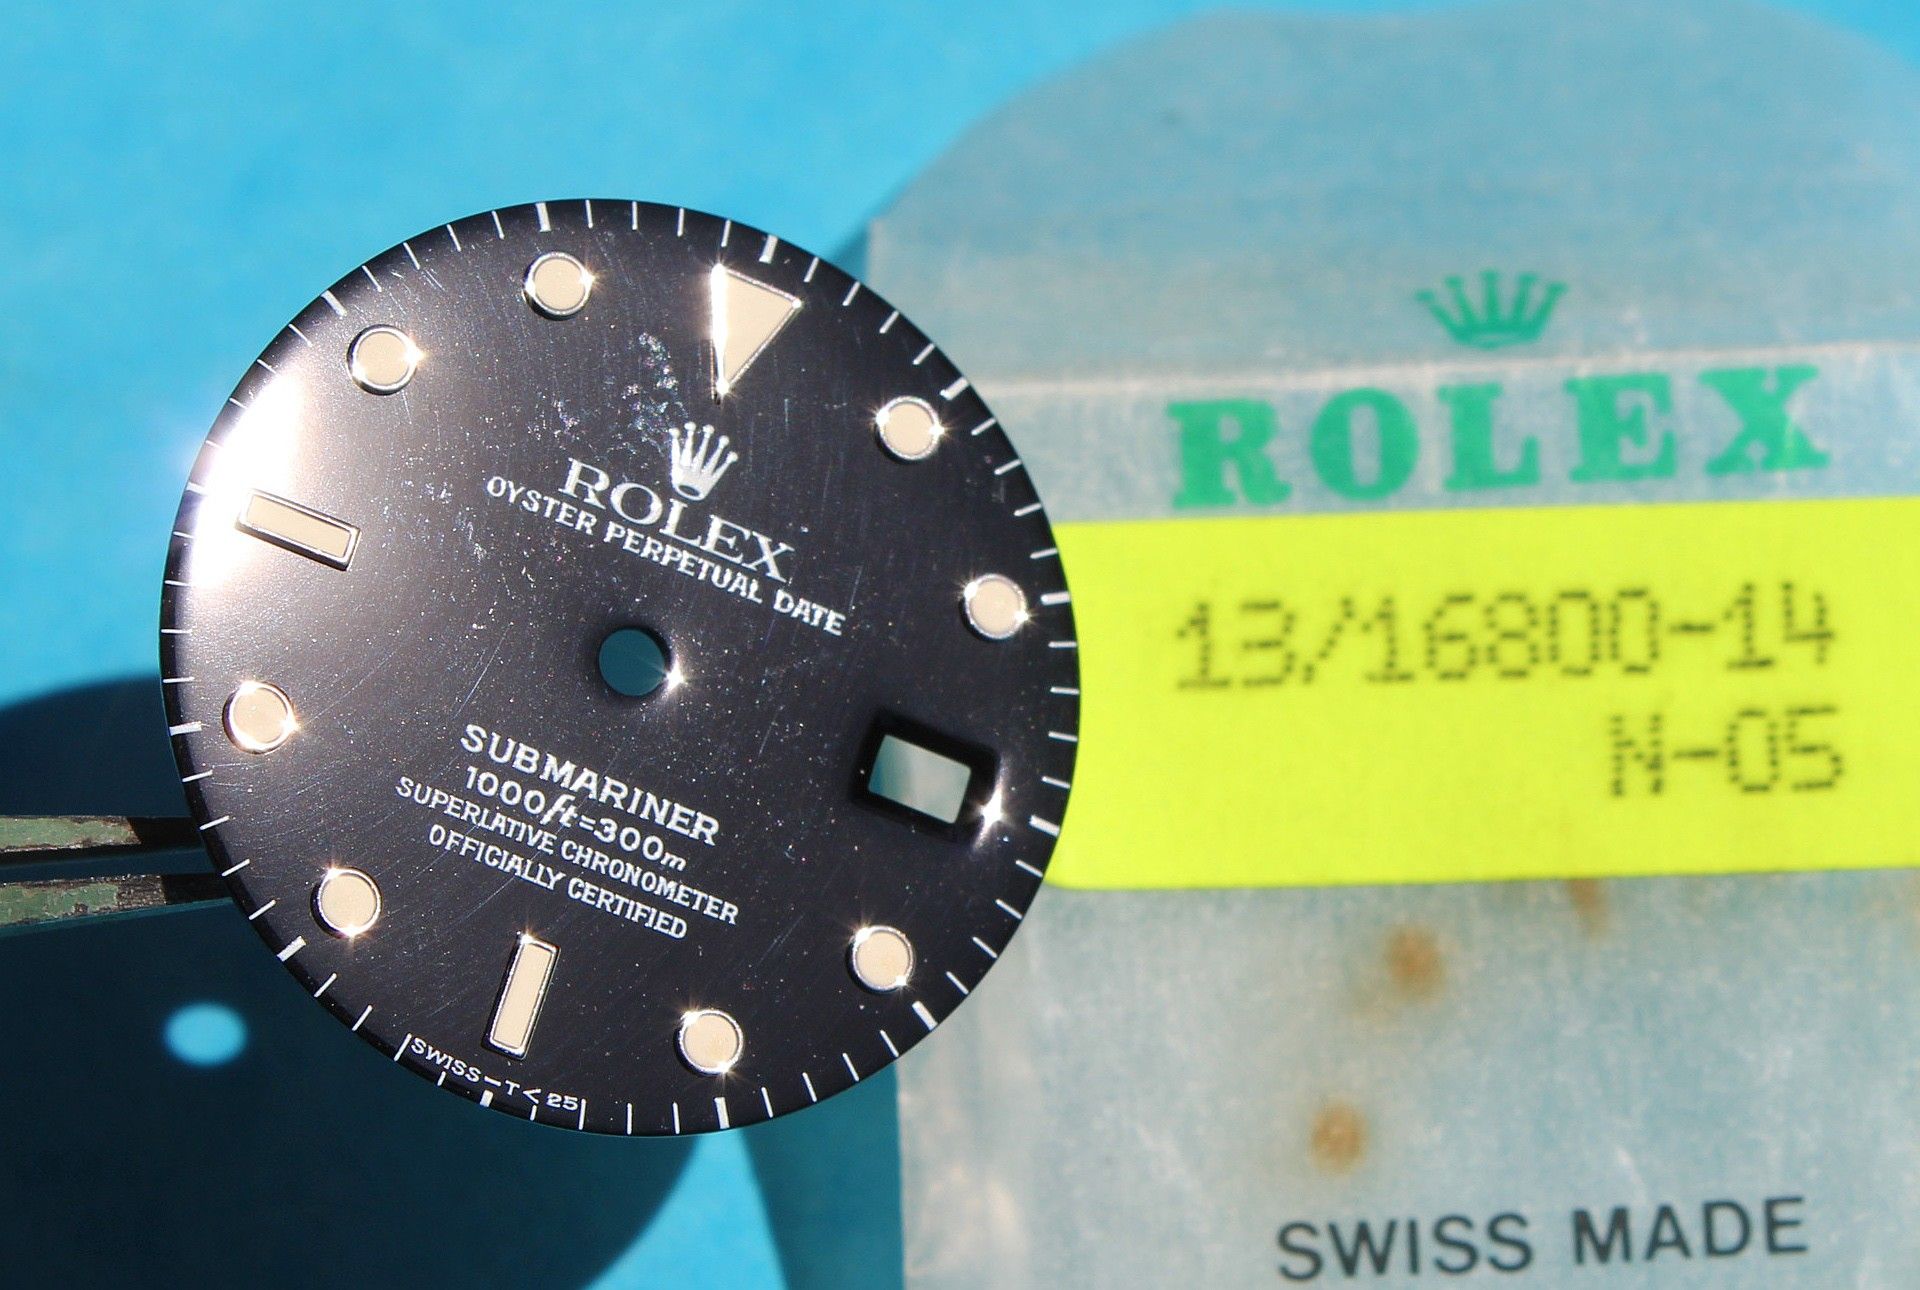 ROLEX
OYSTER PERPETUAL DATE
SUBMARINER
1000ft=300m
SUPERLATIVE CHRONOMETER
OFFICIALLY CERTIFIED
SWISS-T<25
ROLEX
13/16800-14
N-05
SWISS MADE